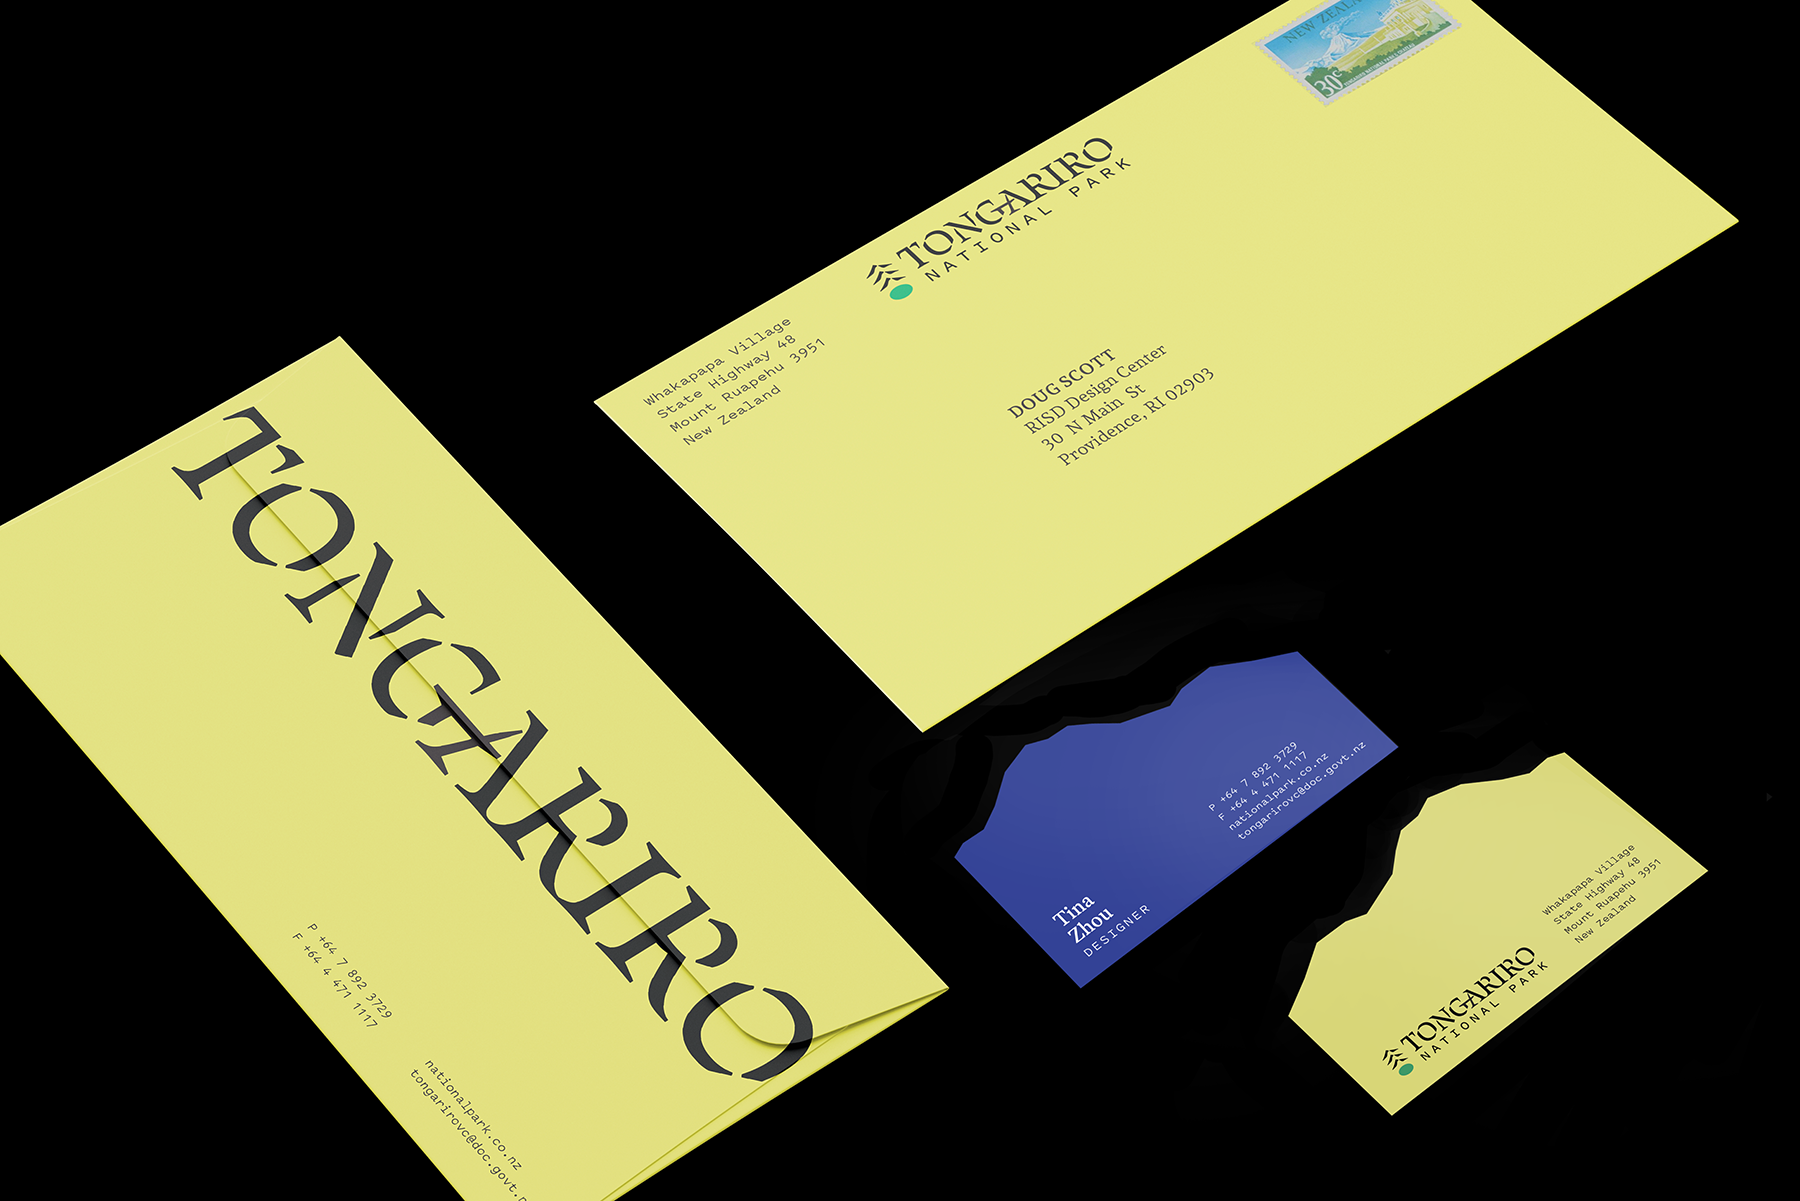 NEW ZEALA
30c
TONGARIRO
NATIONAL PARK
Whakapapa Village
State Highway 48
Mount Ruapehu 3951
New Zealand
DOUG SCOTT
RISD Design Center
30 N Main St
Providence, RI 02903
TONGARIRO
P +64 7 892 3729
F +64 4 471 1117
nationalpark.co.nz
tongarirovc@doc.govt.n
P +64 7 892 3729
F +64 4 471 1117
nationalpark.co.nz
tongarirovc@doc.govt.nz
Tina
Zhou
DESIGNER
Whakapapa Village
State Highway 48
Mount Ruapehu 3951
New Zealand
TONGARIRO
NATIONAL PARK